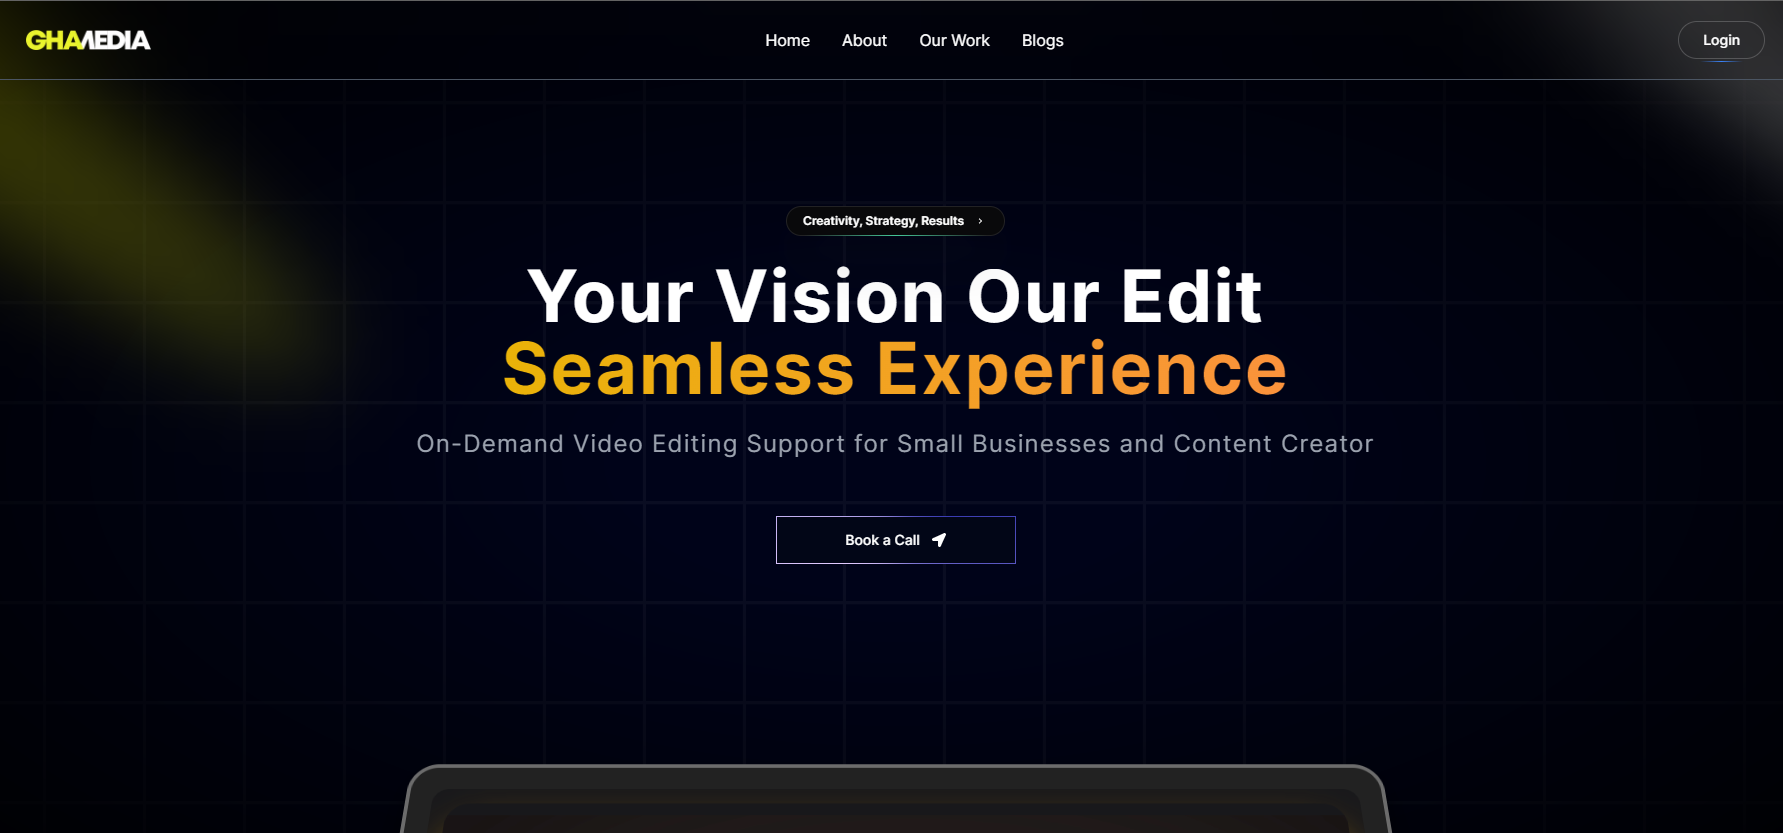 GHAMEDIA
Home About Our Work Blogs
Login
Creativity, Strategy, Results
Your Vision Our Edit
Seamless Experience
On-Demand Video Editing Support for Small Businesses and Content Creator
Book a Call